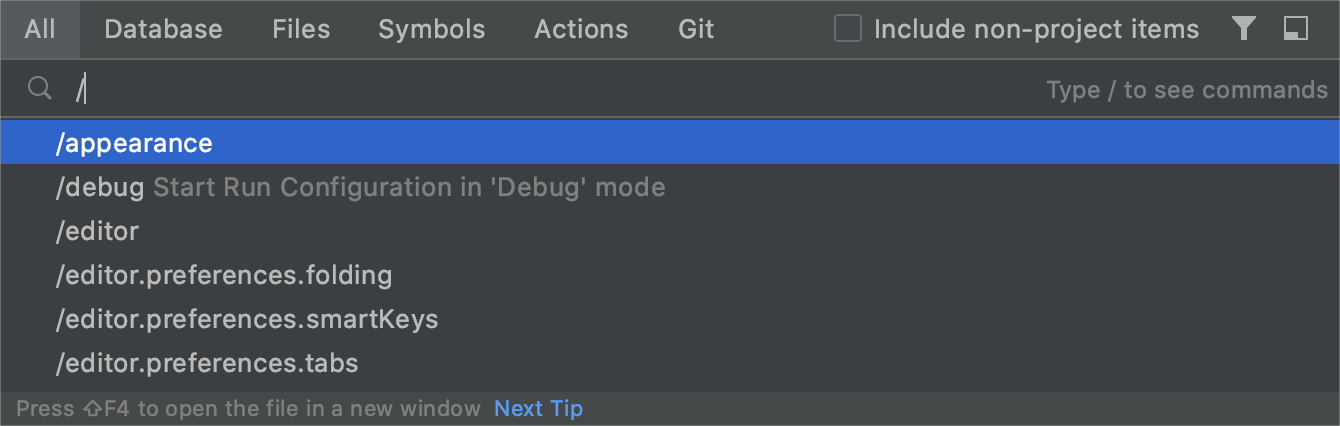 All Database Files Symbols Actions Git Include non-project items
/ Type / to see commands
/appearance
/debug Start Run Configuration in 'Debug' mode
/editor
/editor.preferences.folding
/editor.preferences.smartKeys
/editor.preferences.tabs
Press ⇧F4 to open the file in a new window Next Tip